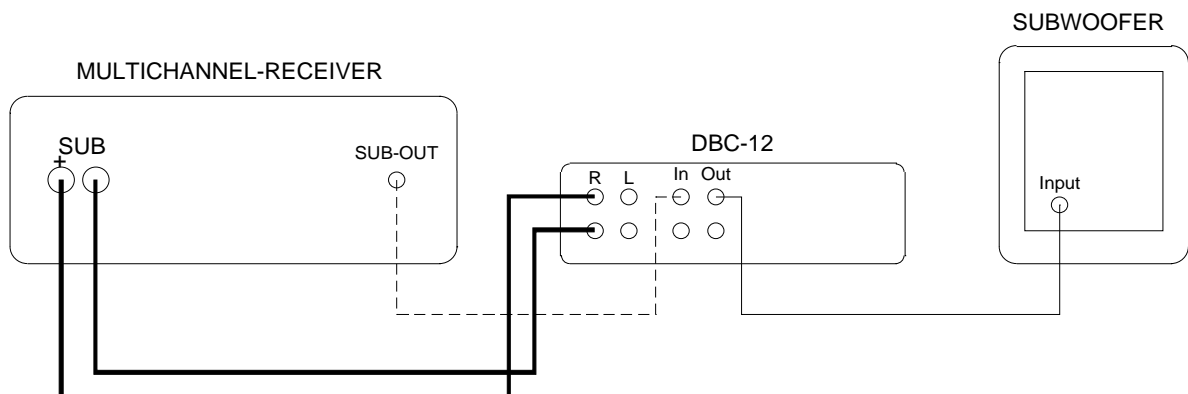 SUBWOOFER
MULTICHANNEL-RECEIVER
SUB
+
SUB-OUT
DBC-12
R L In Out
Input